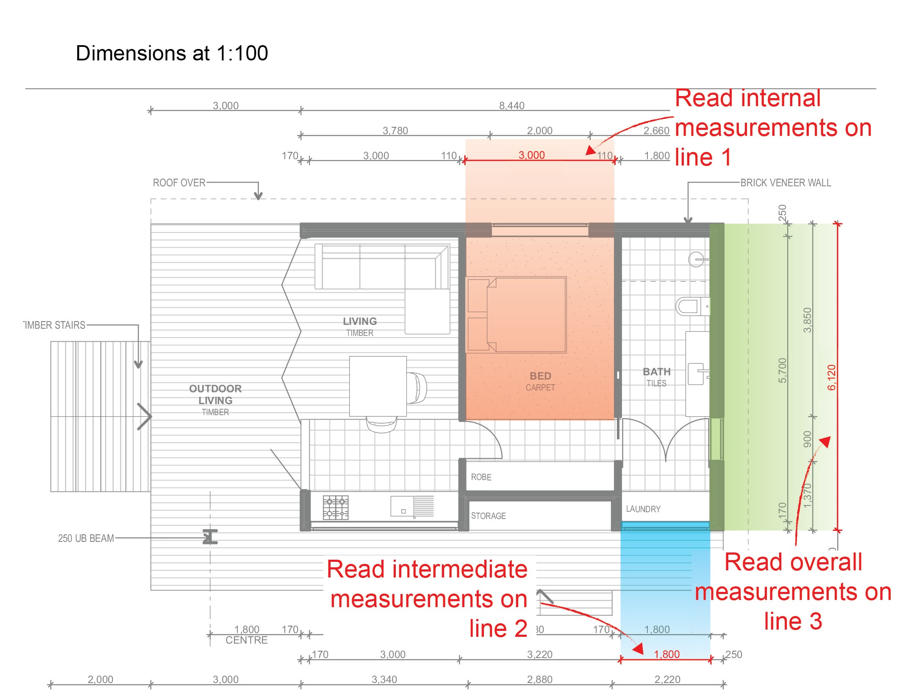 Dimensions at 1:100
3,000
8,440
Read internal
measurements on
line 1
3,780
2,000
2,660
170
3,000
110
3,000
110
1,800
ROOF OVER
BRICK VENEER WALL
250
LIVING
TIMBER
TIMBER STAIRS
3,850
5,700
6,120
BED
CARPET
BATH
TILES
OUTDOOR
LIVING
TIMBER
900
ROBE
1,370
STORAGE
LAUNDRY
170
250 UB BEAM
Read intermediate
measurements on
line 2
Read overall
measurements on
line 3
1,800
170
170
1,800
CENTRE
170
3,000
3,220
1,800
250
2,000
3,000
3,340
2,880
2,220